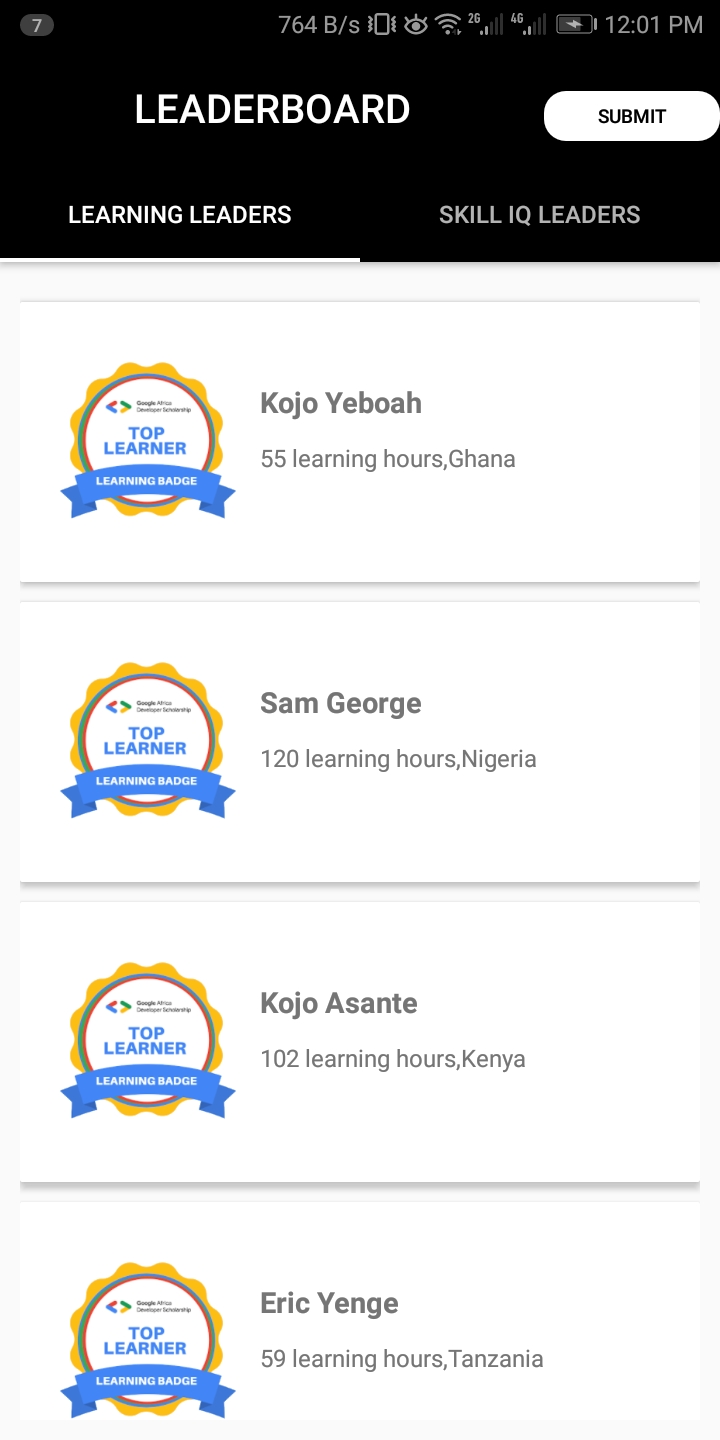 7
764 B/s 2G 4G 12:01 PM
LEADERBOARD
SUBMIT
LEARNING LEADERS
SKILL IQ LEADERS
Google Africa
Developer Scholarship
TOP
LEARNER
LEARNING BADGE
Kojo Yeboah
55 learning hours,Ghana
Google Africa
Developer Scholarship
TOP
LEARNER
LEARNING BADGE
Sam George
120 learning hours,Nigeria
Google Africa
Developer Scholarship
TOP
LEARNER
LEARNING BADGE
Kojo Asante
102 learning hours,Kenya
Google Africa
Developer Scholarship
TOP
LEARNER
LEARNING BADGE
Eric Yenge
59 learning hours,Tanzania